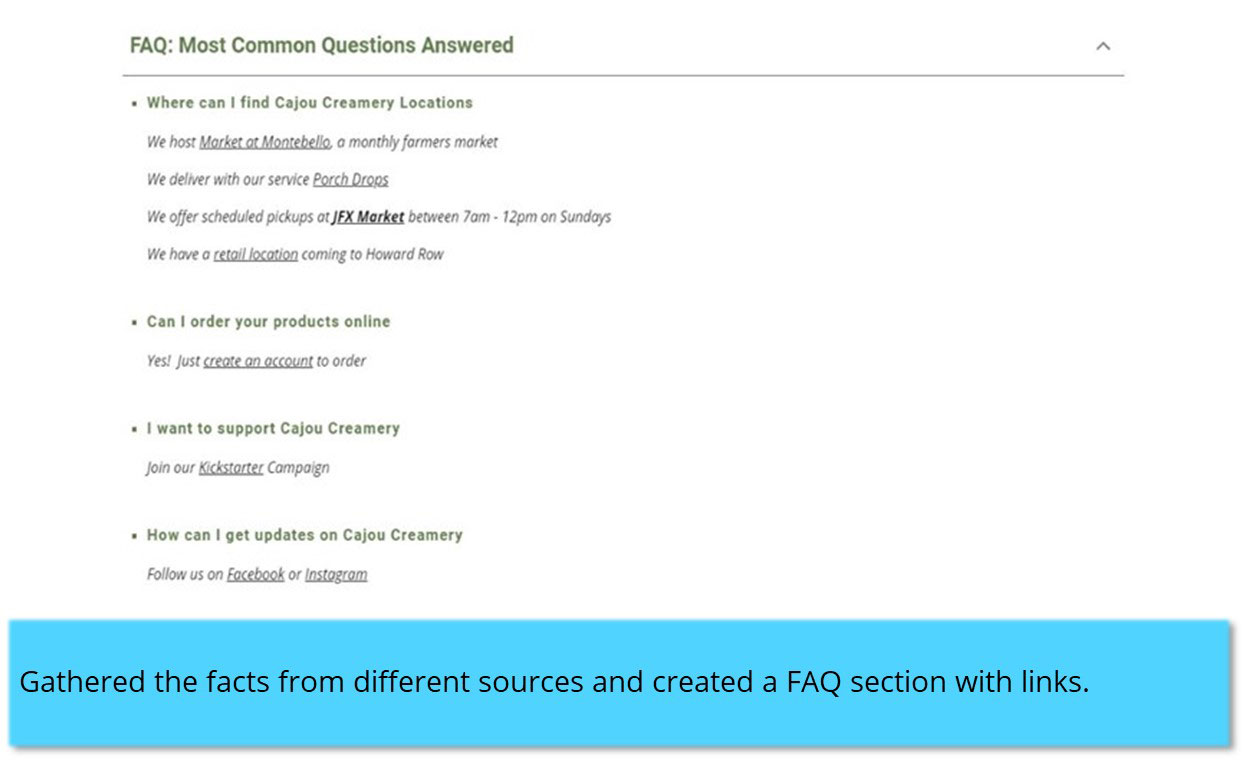 FAQ: Most Common Questions Answered
Where can I find Cajou Creamery Locations
We host Market at Montebello, a monthly farmers market
We deliver with our service Porch Drops
We offer scheduled pickups at JFX Market between 7am - 12pm on Sundays
We have a retail location coming to Howard Row
Can I order your products online
Yes! Just create an account to order
I want to support Cajou Creamery
Join our Kickstarter Campaign
How can I get updates on Cajou Creamery
Follow us on Facebook or Instagram
Gathered the facts from different sources and created a FAQ section with links.